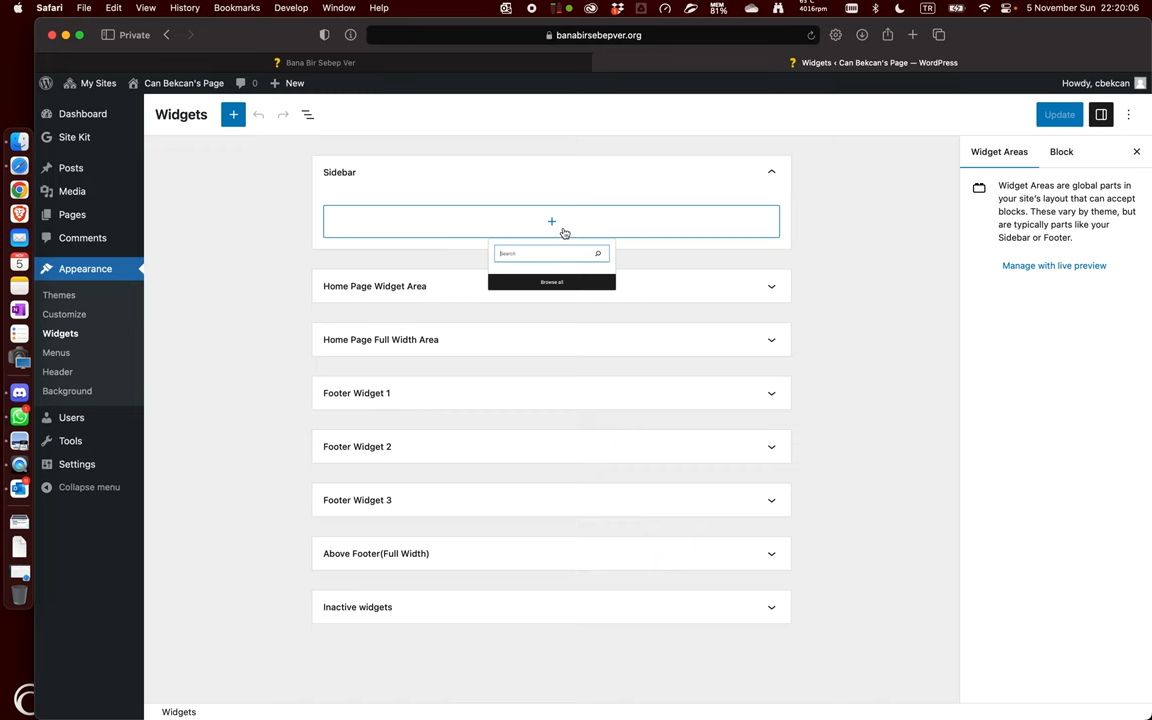 Safari File Edit View History Bookmarks Develop Window Help
MEM 81% 63°C 4016rpm TR 5 November Sun 22:20:06
Private
banabirsebepver.org
Bana Bir Sebep Ver
Widgets ‹ Can Bekcan's Page — WordPress
My Sites Can Bekcan's Page 0 New Howdy, cbekcan
Dashboard
Site Kit
Posts
Media
Pages
Comments
Appearance
Themes
Customize
Widgets
Menus
Header
Background
Users
Tools
Settings
Collapse menu
Widgets
Update
Sidebar
Search
Browse all
Home Page Widget Area
Home Page Full Width Area
Footer Widget 1
Footer Widget 2
Footer Widget 3
Above Footer(Full Width)
Inactive widgets
Widget Areas Block
Widget Areas are global parts in
your site's layout that can accept
blocks. These vary by theme, but
are typically parts like your
Sidebar or Footer.
Manage with live preview
Widgets